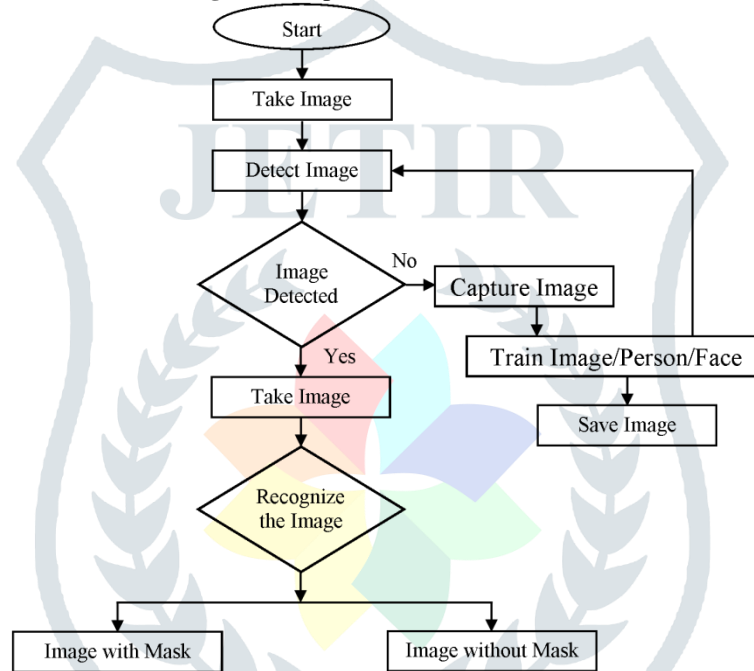 Start
Take Image
JETIR
Detect Image
Image
Detected
No
Capture Image
Train Image/Person/Face
Yes
Take Image
Save Image
Recognize
the Image
Image with Mask
Image without Mask